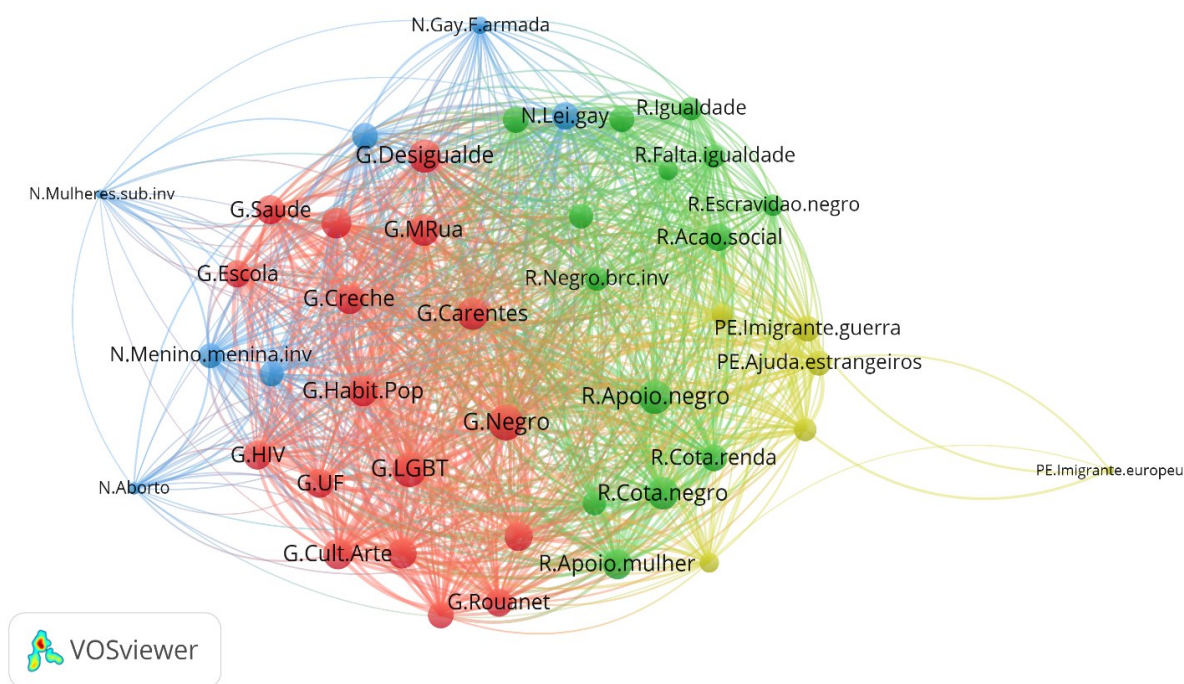 N.Gay.F.armada
N.Lei.gay
R.Igualdade
G.Desigualde
R.Falta.igualdade
N.Mulheres.sub.inv
G.Saude
R.Escravidao.negro
G.MRua
R.Acao.social
G.Escola
R.Negro.brc.inv
G.Creche
G.Carentes
PE.Imigrante.guerra
N.Menino.menina.inv
PE.Ajuda.estrangeiros
G.Habit.Pop
R.Apoio.negro
G.Negro
G.HIV
R.Cota.renda
G.LGBT
PE.Imigrante.europeu
G.UF
N.Aborto
R.Cota.negro
G.Cult.Arte
R.Apoio.mulher
G.Rouanet
VOSviewer